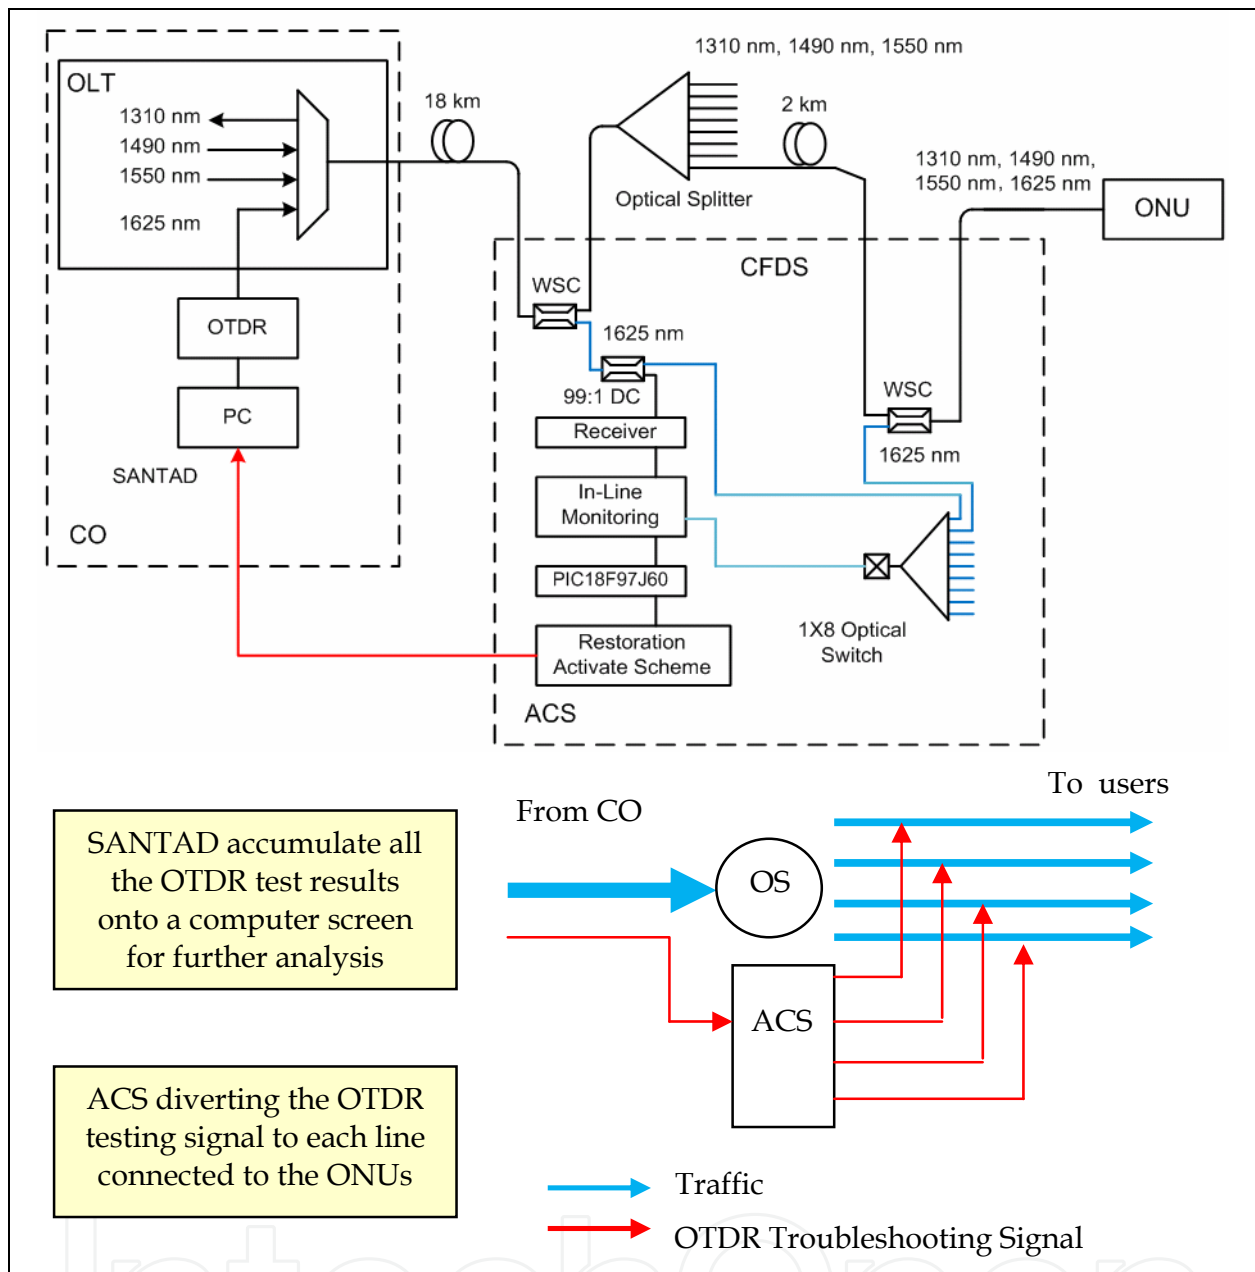 1310 nm, 1490 nm, 1550 nm
OLT
1310 nm
1490 nm
1550 nm
1625 nm
18 km
2 km
Optical Splitter
1310 nm, 1490 nm,
1550 nm, 1625 nm
ONU
OTDR
PC
SANTAD
CO
CFDS
WSC
1625 nm
99:1 DC
Receiver
In-Line
Monitoring
PIC18F97J60
Restoration
Activate Scheme
ACS
WSC
1625 nm
1X8 Optical
Switch
SANTAD accumulate all
the OTDR test results
onto a computer screen
for further analysis
ACS diverting the OTDR
testing signal to each line
connected to the ONUs
From CO
To users
OS
ACS
Traffic
OTDR Troubleshooting Signal